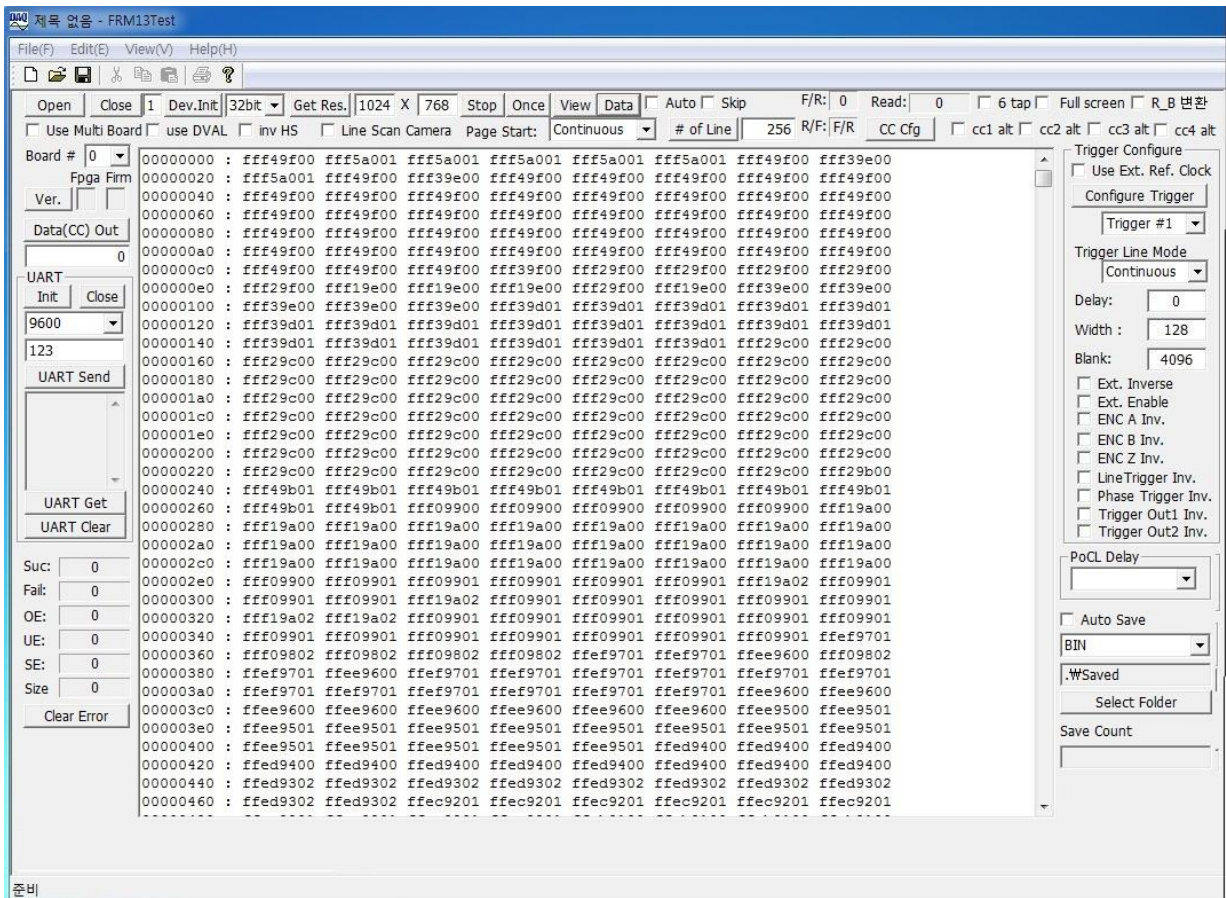 DAQ 제목 없음 - FRM13Test
File(F) Edit(E) View(V) Help(H)
Open Close 1 Dev.Init 32bit Get Res. 1024 X 768 Stop Once View Data Auto Skip F/R: 0 Read: 0 6 tap Full screen R_B 변환
Use Multi Board use DVAL inv HS Line Scan Camera Page Start: Continuous # of Line 256 R/F: F/R CC Cfg cc1 alt cc2 alt cc3 alt cc4 alt
Board # 0
Fpga Firm
Ver.
Data(CC) Out
0
UART
Init Close
9600
123
UART Send
UART Get
UART Clear
Suc: 0
Fail: 0
OE: 0
UE: 0
SE: 0
Size 0
Clear Error
00000000 : fff49f00 fff5a001 fff5a001 fff5a001 fff5a001 fff5a001 fff49f00 fff39e00
00000020 : fff5a001 fff49f00 fff39e00 fff49f00 fff49f00 fff49f00 fff49f00 fff49f00
00000040 : fff49f00 fff49f00 fff49f00 fff49f00 fff49f00 fff49f00 fff49f00 fff49f00
00000060 : fff49f00 fff49f00 fff49f00 fff49f00 fff49f00 fff49f00 fff49f00 fff49f00
00000080 : fff49f00 fff49f00 fff49f00 fff49f00 fff49f00 fff49f00 fff49f00 fff49f00
000000a0 : fff49f00 fff49f00 fff49f00 fff49f00 fff49f00 fff49f00 fff49f00 fff49f00
000000c0 : fff49f00 fff49f00 fff49f00 fff39f00 fff29f00 fff29f00 fff29f00 fff29f00
000000e0 : fff29f00 fff19e00 fff19e00 fff19e00 fff29f00 fff19e00 fff39e00 fff39e00
00000100 : fff39e00 fff39e00 fff39e00 fff39e00 fff39d01 fff39d01 fff39d01 fff39d01
00000120 : fff39d01 fff39d01 fff39d01 fff39d01 fff39d01 fff39d01 fff39d01 fff39d01
00000140 : fff39d01 fff39d01 fff39d01 fff39d01 fff39d01 fff39d01 fff29c00 fff29c00
00000160 : fff29c00 fff29c00 fff29c00 fff29c00 fff29c00 fff29c00 fff29c00 fff29c00
00000180 : fff29c00 fff29c00 fff29c00 fff29c00 fff29c00 fff29c00 fff29c00 fff29c00
000001a0 : fff29c00 fff29c00 fff29c00 fff29c00 fff29c00 fff29c00 fff29c00 fff29c00
000001c0 : fff29c00 fff29c00 fff29c00 fff29c00 fff29c00 fff29c00 fff29c00 fff29c00
000001e0 : fff29c00 fff29c00 fff29c00 fff29c00 fff29c00 fff29c00 fff29c00 fff29c00
00000200 : fff29c00 fff29c00 fff29c00 fff29c00 fff29c00 fff29c00 fff29c00 fff29c00
00000220 : fff29c00 fff29c00 fff29c00 fff29c00 fff29c00 fff29c00 fff29c00 fff29b00
00000240 : fff49b01 fff49b01 fff49b01 fff49b01 fff49b01 fff49b01 fff49b01 fff49b01
00000260 : fff49b01 fff49b01 fff09900 fff09900 fff09900 fff09900 fff09900 fff19a00
00000280 : fff19a00 fff19a00 fff19a00 fff19a00 fff19a00 fff19a00 fff19a00 fff19a00
000002a0 : fff19a00 fff19a00 fff19a00 fff19a00 fff19a00 fff19a00 fff19a00 fff19a00
000002c0 : fff19a00 fff19a00 fff19a00 fff19a00 fff19a00 fff19a00 fff09900 fff09900
000002e0 : fff09900 fff09901 fff09901 fff09901 fff09901 fff09901 fff19a02 fff09901
00000300 : fff09901 fff09901 fff19a02 fff09901 fff09901 fff09901 fff09901 fff09901
00000320 : fff19a02 fff19a02 fff09901 fff09901 fff09901 fff09901 fff09901 fff09901
00000340 : fff09901 fff09901 fff09901 fff09901 fff09901 fff09901 fff09901 ffef9701
00000360 : fff09802 fff09802 fff09802 fff09802 ffef9701 ffef9701 ffee9600 fff09802
00000380 : ffef9701 ffee9600 ffef9701 ffef9701 ffef9701 ffef9701 ffef9701 ffef9701
000003a0 : ffef9701 ffef9701 ffef9701 ffef9701 ffef9701 ffef9701 ffee9600 ffee9600
000003c0 : ffee9600 ffee9600 ffee9600 ffee9600 ffee9600 ffee9600 ffee9500 ffee9501
000003e0 : ffee9501 ffee9501 ffee9501 ffee9501 ffee9501 ffee9501 ffee9501 ffee9501
00000400 : ffee9501 ffee9501 ffee9501 ffee9501 ffee9501 ffed9400 ffed9400 ffed9400
00000420 : ffed9400 ffed9400 ffed9400 ffed9400 ffed9400 ffed9400 ffed9400 ffed9400
00000440 : ffed9302 ffed9302 ffed9302 ffed9302 ffed9302 ffed9302 ffed9302 ffed9302
00000460 : ffed9302 ffed9302 ffec9201 ffec9201 ffec9201 ffec9201 ffec9201 ffec9201
Trigger Configure
Use Ext. Ref. Clock
Configure Trigger
Trigger #1
Trigger Line Mode
Continuous
Delay: 0
Width : 128
Blank: 4096
Ext. Inverse
Ext. Enable
ENC A Inv.
ENC B Inv.
ENC Z Inv.
LineTrigger Inv.
Phase Trigger Inv.
Trigger Out1 Inv.
Trigger Out2 Inv.
PoCL Delay
Auto Save
BIN
.₩Saved
Select Folder
Save Count
준비